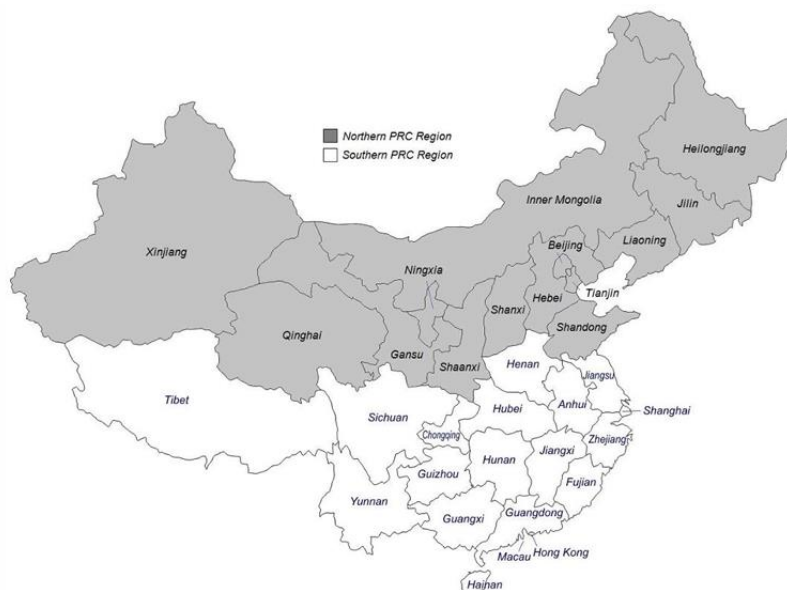 Northern PRC Region
Southern PRC Region
Heilongjiang
Inner Mongolia
Jilin
Beijing
Liaoning
Xinjiang
Ningxia
Tianjin
Shanxi
Hebei
Shandong
Qinghai
Gansu
Shaanxi
Henan
Jiangsu
Tibet
Sichuan
Hubei
Anhui
Shanghai
Chongqing
Zhejiang
Hunan
Jiangxi
Guizhou
Fujian
Yunnan
Guangxi
Guangdong
Macau
Hong Kong
Hainan